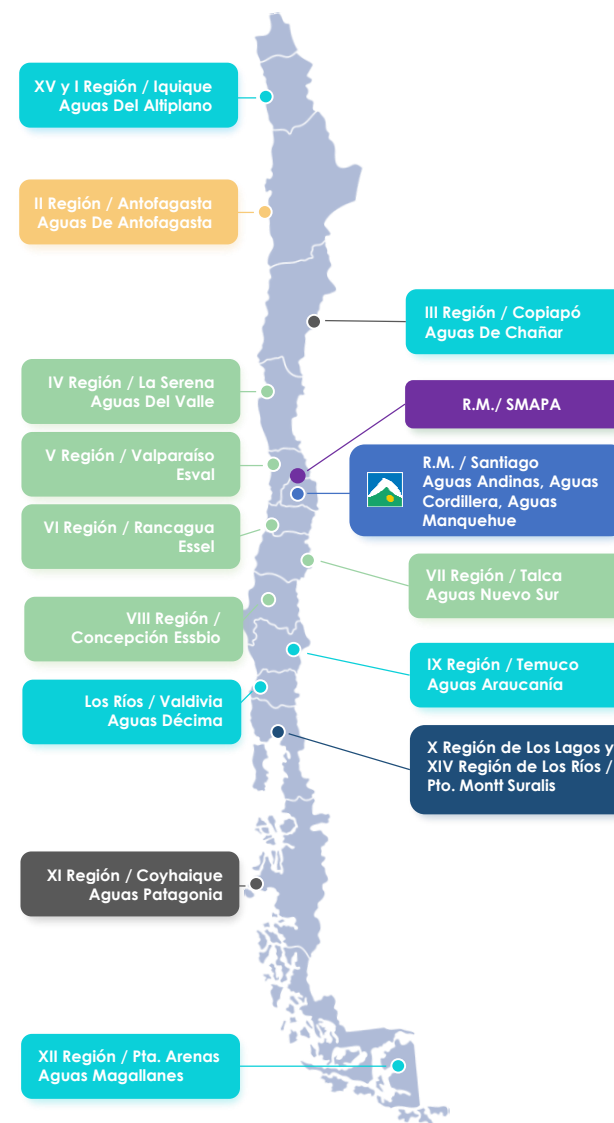 XV y I Región / Iquique
Aguas Del Altiplano
II Región / Antofagasta
Aguas De Antofagasta
III Región / Copiapó
Aguas De Chañar
IV Región / La Serena
Aguas Del Valle
R.M./ SMAPA
V Región / Valparaíso
Esval
R.M. / Santiago
Aguas Andinas, Aguas
Cordillera, Aguas
Manquehue
VI Región / Rancagua
Essel
VII Región / Talca
Aguas Nuevo Sur
VIII Región /
Concepción Essbio
IX Región / Temuco
Aguas Araucanía
Los Ríos / Valdivia
Aguas Décima
X Región de Los Lagos y
XIV Región de Los Ríos /
Pto. Montt Suralis
XI Región / Coyhaique
Aguas Patagonia
XII Región / Pta. Arenas
Aguas Magallanes